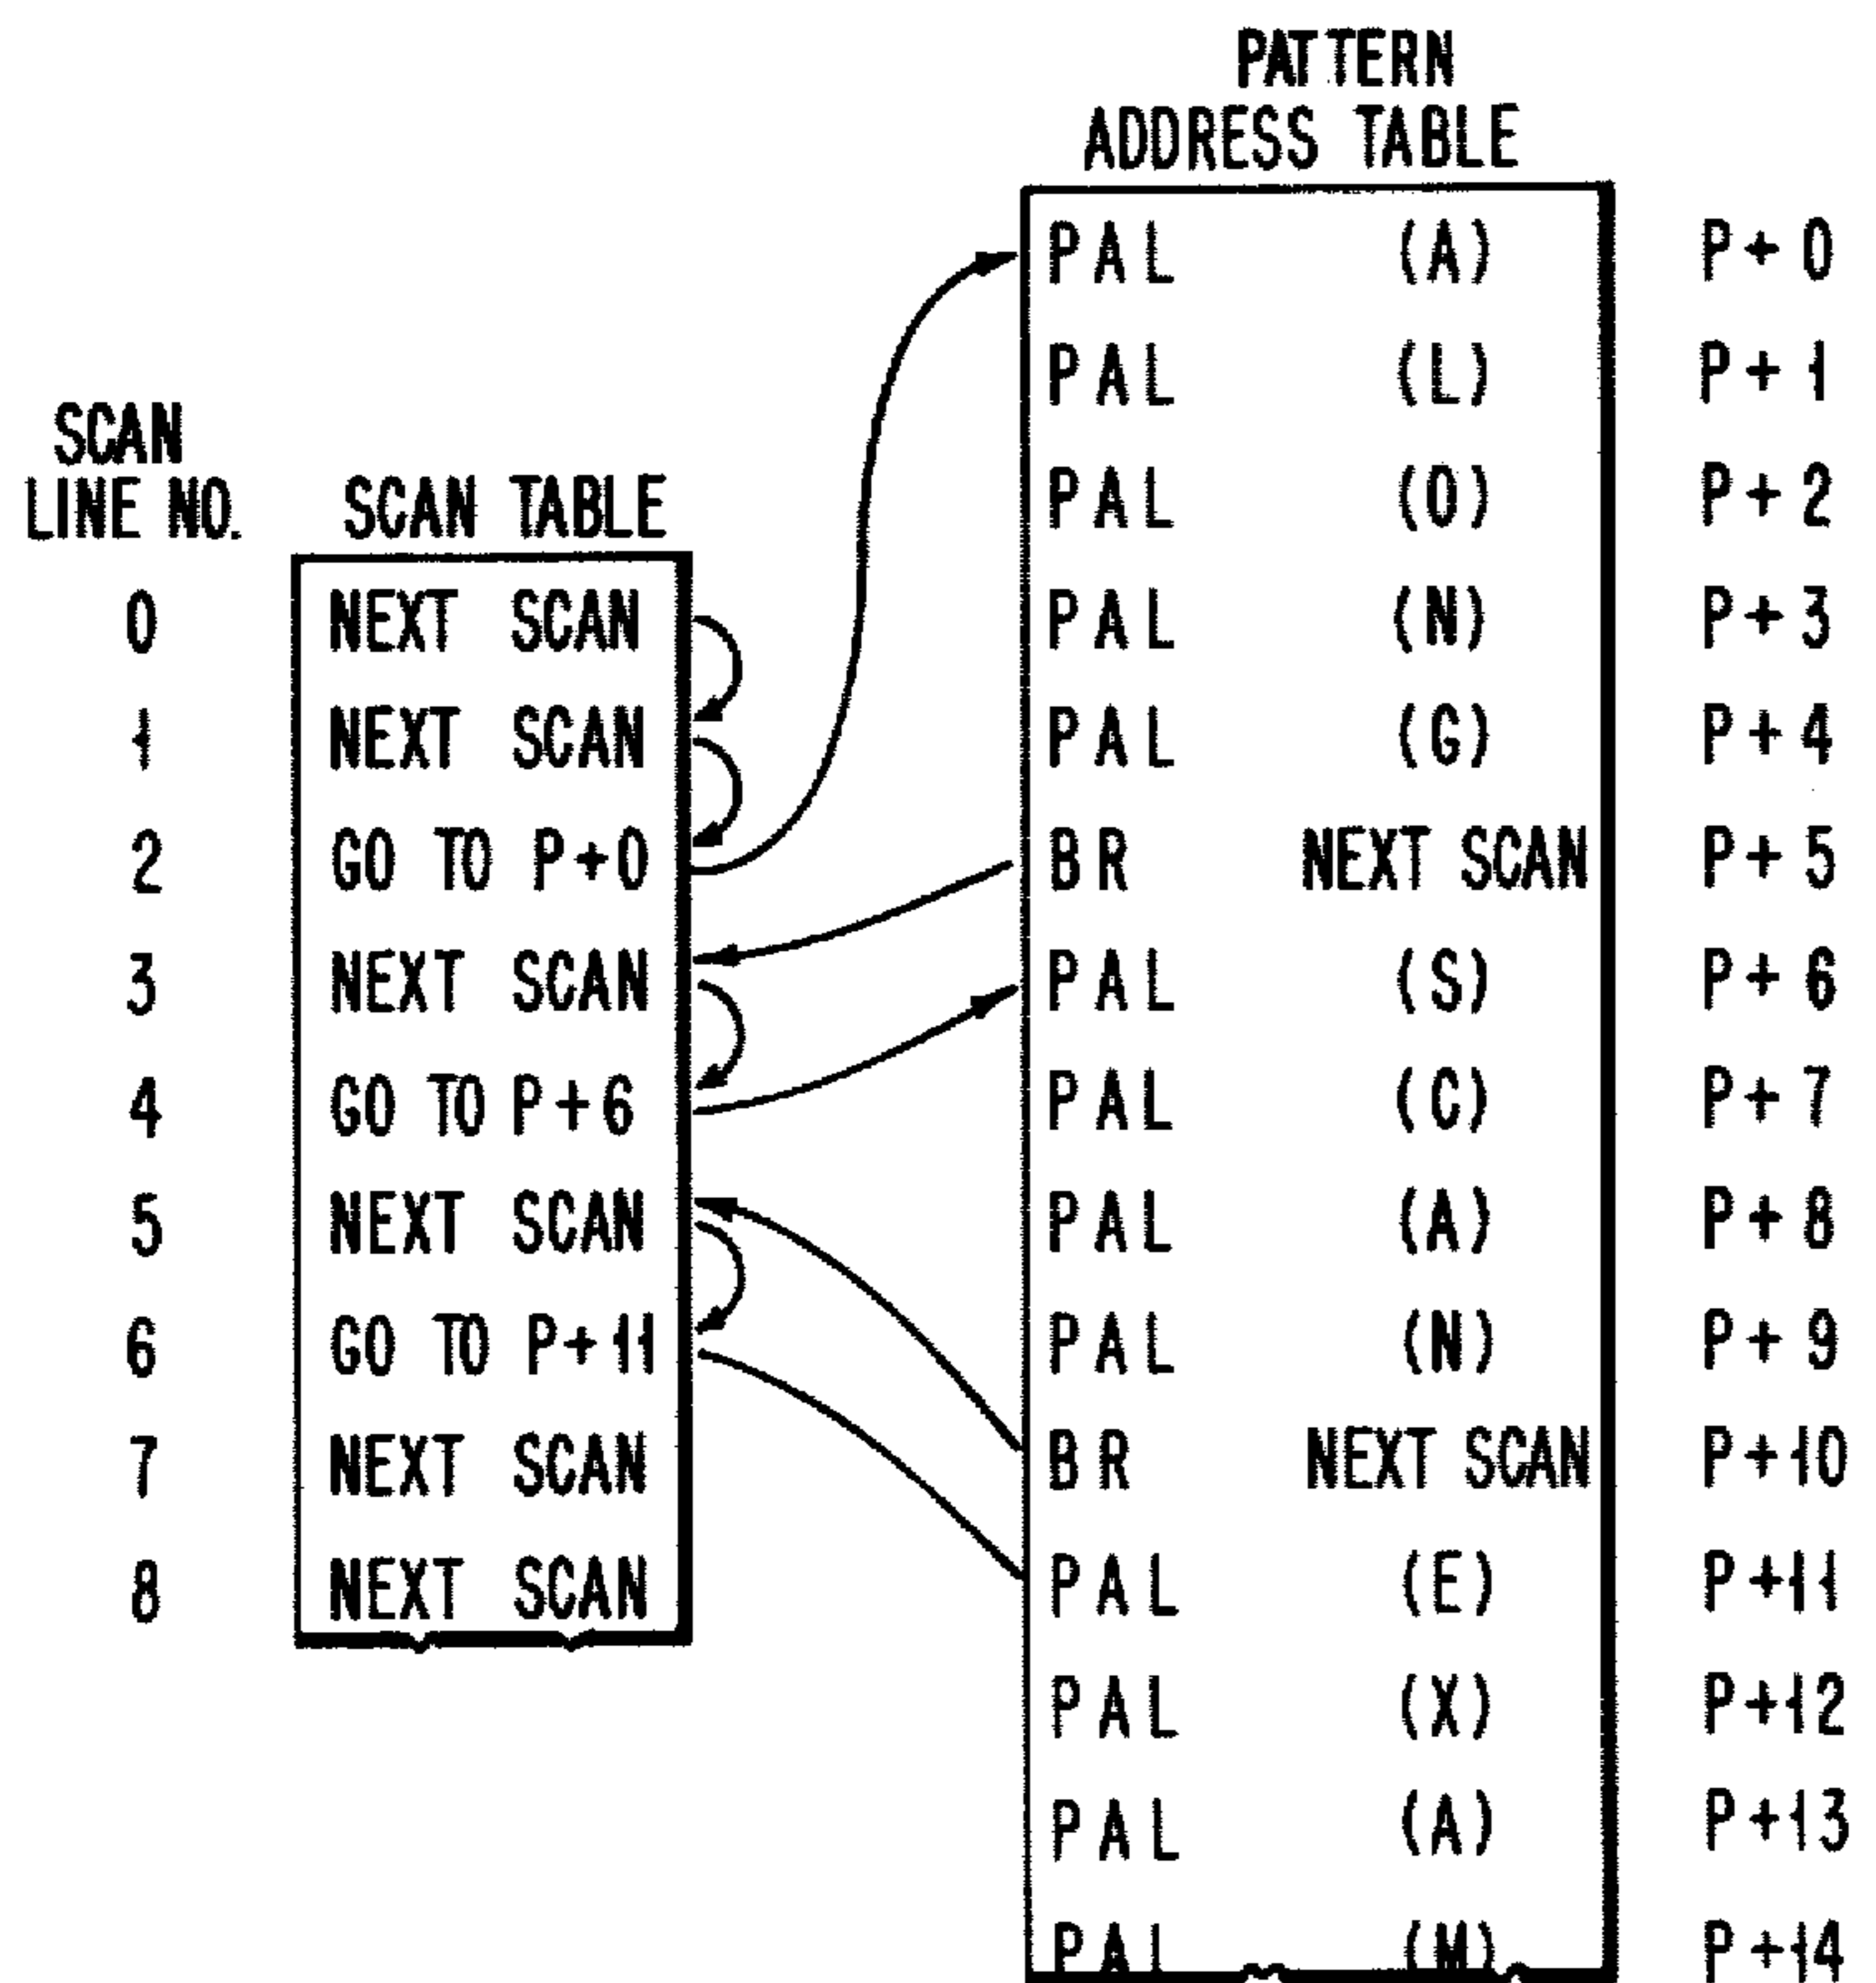 PATTERN
ADDRESS TABLE
PAL (A) P+0
PAL (L) P+1
PAL (O) P+2
PAL (N) P+3
PAL (G) P+4
BR NEXT SCAN P+5
PAL (S) P+6
PAL (C) P+7
PAL (A) P+8
PAL (N) P+9
BR NEXT SCAN P+10
PAL (E) P+11
PAL (X) P+12
PAL (A) P+13
PAL (M) P+14
SCAN
LINE NO. SCAN TABLE
0 NEXT SCAN
1 NEXT SCAN
2 GO TO P+0
3 NEXT SCAN
4 GO TO P+6
5 NEXT SCAN
6 GO TO P+11
7 NEXT SCAN
8 NEXT SCAN